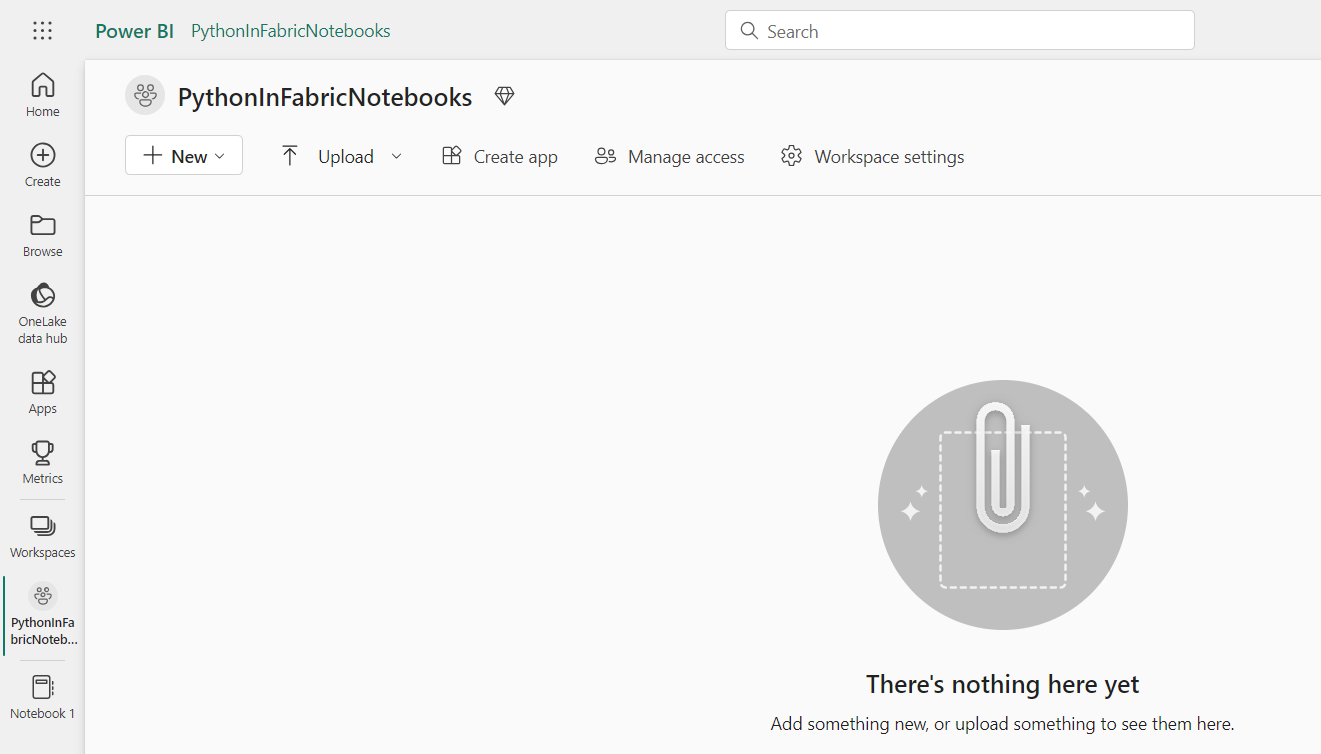 Power BI PythonInFabricNotebooks
Search
Home
Create
Browse
OneLake
data hub
Apps
Metrics
Workspaces
PythonInFa
bricNoteb...
Notebook 1
PythonInFabricNotebooks
New Upload Create app Manage access Workspace settings
There's nothing here yet
Add something new, or upload something to see them here.